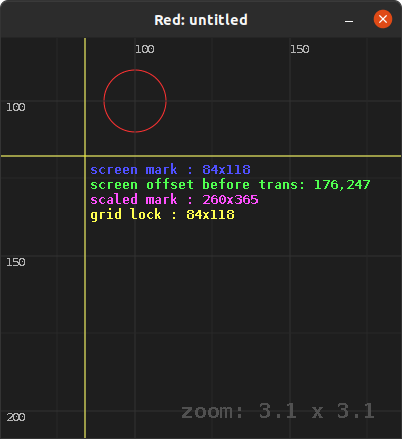 Red: untitled
100 150
100
screen mark : 84x118
screen offset before trans: 176,247
scaled mark : 260x365
grid lock : 84x118
150
200
zoom: 3.1 x 3.1